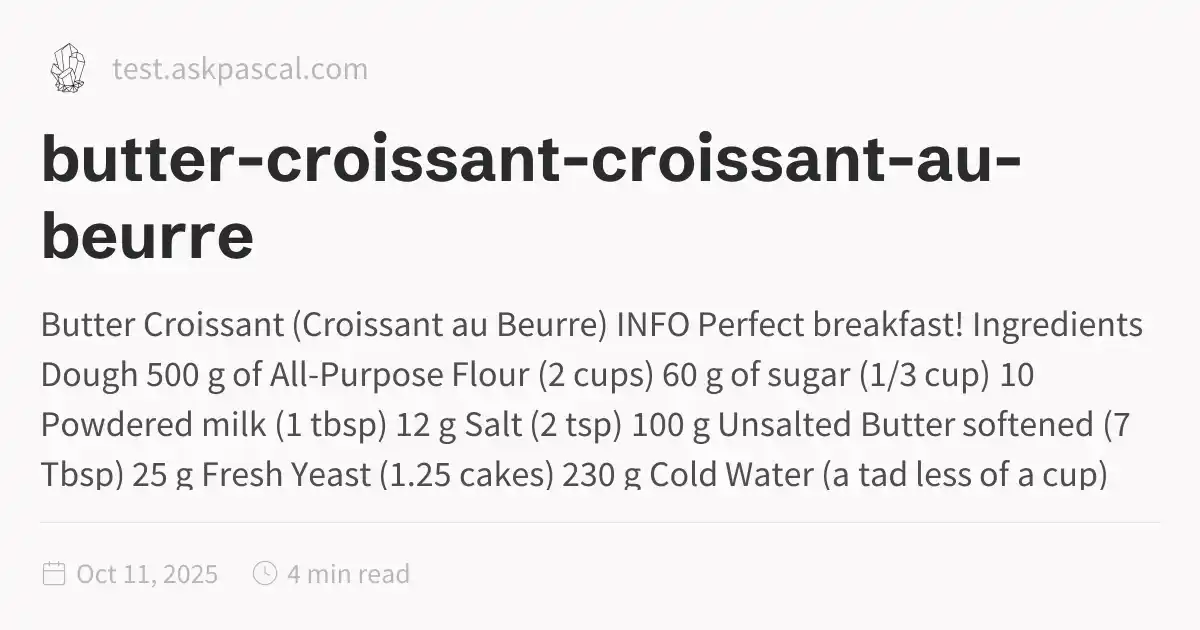 test.askpascal.com
butter-croissant-croissant-au-
beurre
Butter Croissant (Croissant au Beurre) INFO Perfect breakfast! Ingredients
Dough 500 g of All-Purpose Flour (2 cups) 60 g of sugar (1/3 cup) 10
Powdered milk (1 tbsp) 12 g Salt (2 tsp) 100 g Unsalted Butter softened (7
Tbsp) 25 g Fresh Yeast (1.25 cakes) 230 g Cold Water (a tad less of a cup)
Oct 11, 2025 4 min read